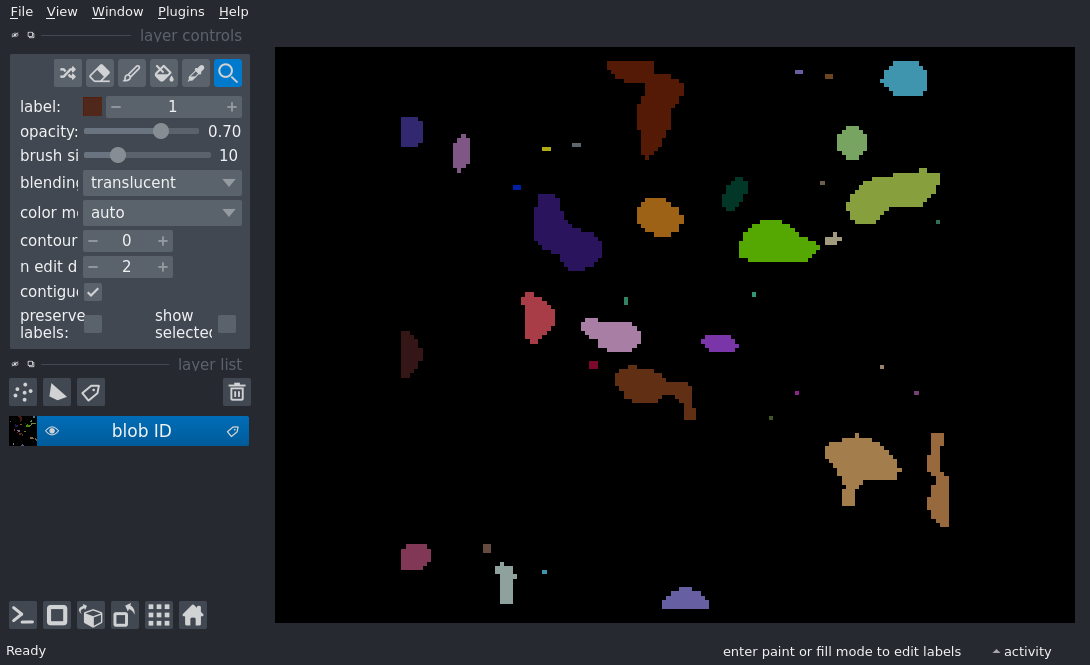 File View Window Plugins Help
layer controls
label: 1
opacity: 0.70
brush si 10
blending translucent
color m auto
contour 0
n edit d 2
contigu
preserve show
labels: selected
layer list
blob ID
Ready enter paint or fill mode to edit labels activity